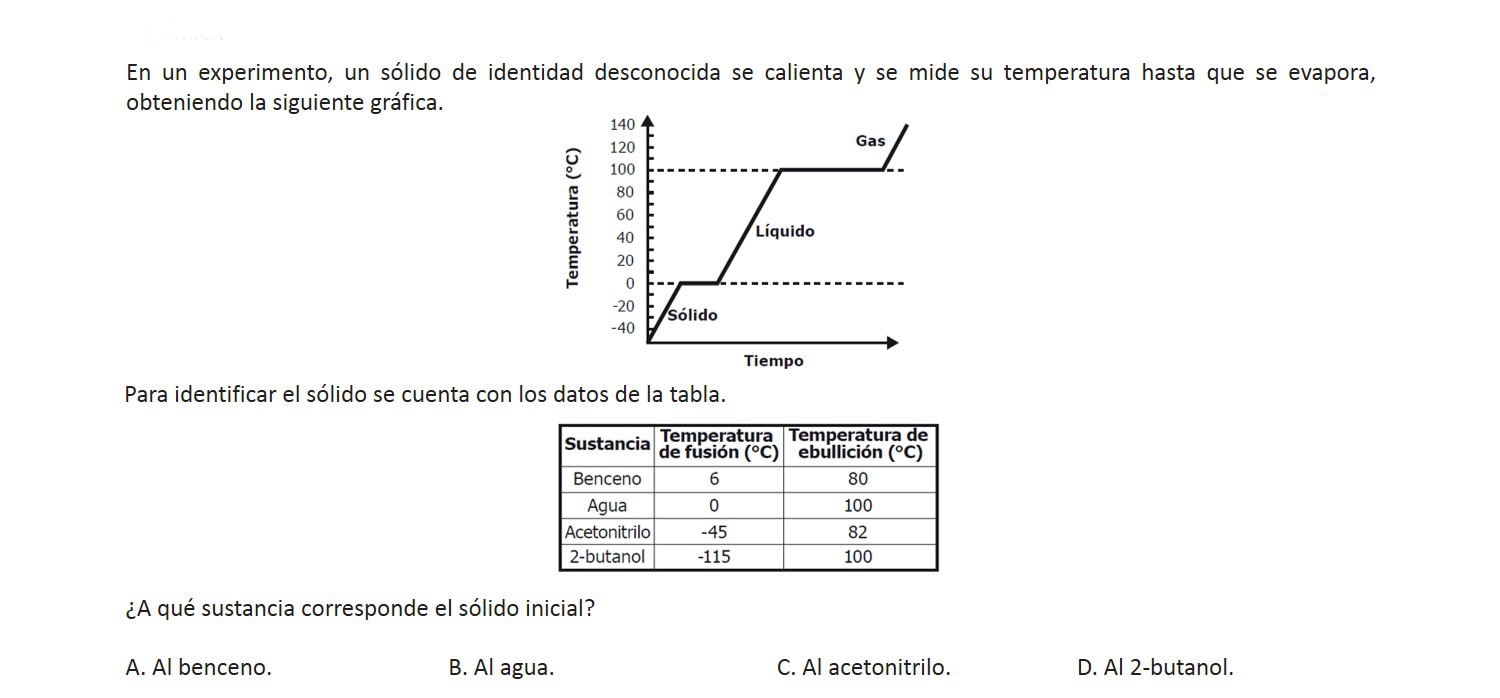 En un experimento, un sólido de identidad desconocida se calienta y se mide su temperatura hasta que se evapora,
obteniendo la siguiente gráfica.
Temperatura (°C)
140
120
100
80
60
40
20
0
-20
-40
Gas
Líquido
Sólido
Tiempo
Para identificar el sólido se cuenta con los datos de la tabla.
Sustancia Temperatura de fusión (°C) Temperatura de ebullición (°C)
Benceno 6 80
Agua 0 100
Acetonitrilo -45 82
2-butanol -115 100
¿A qué sustancia corresponde el sólido inicial?
A. Al benceno. B. Al agua. C. Al acetonitrilo. D. Al 2-butanol.